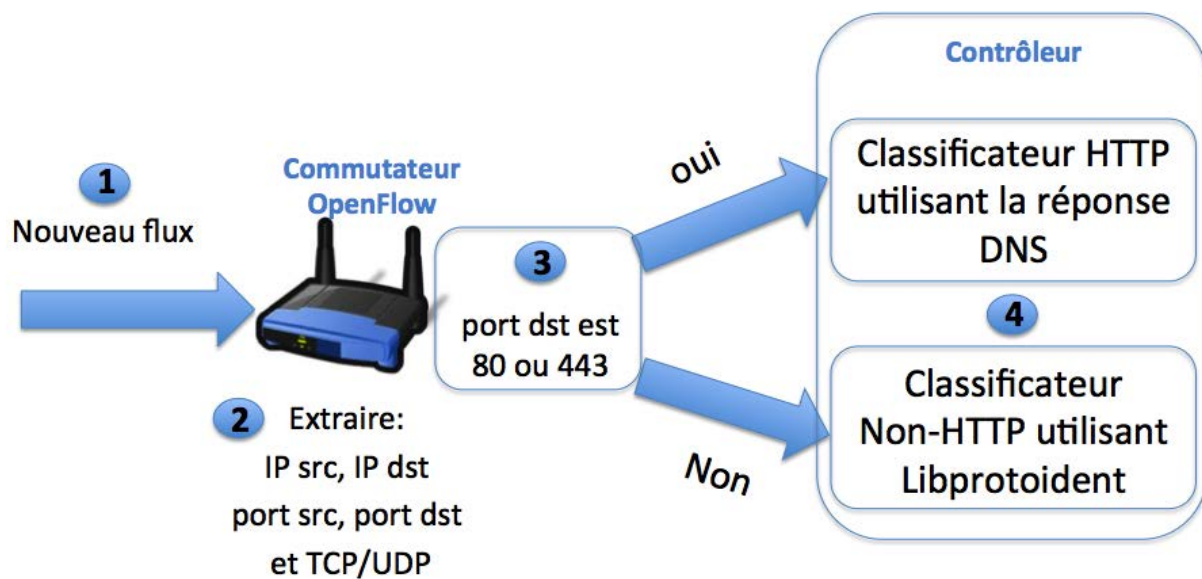 1
Nouveau flux
Commutateur
OpenFlow
2
Extraire:
IP src, IP dst
port src, port dst
et TCP/UDP
3
port dst est
80 ou 443
oui
Non
Contrôleur
Classificateur HTTP
utilisant la réponse
DNS
4
Classificateur
Non-HTTP utilisant
Libprotoident